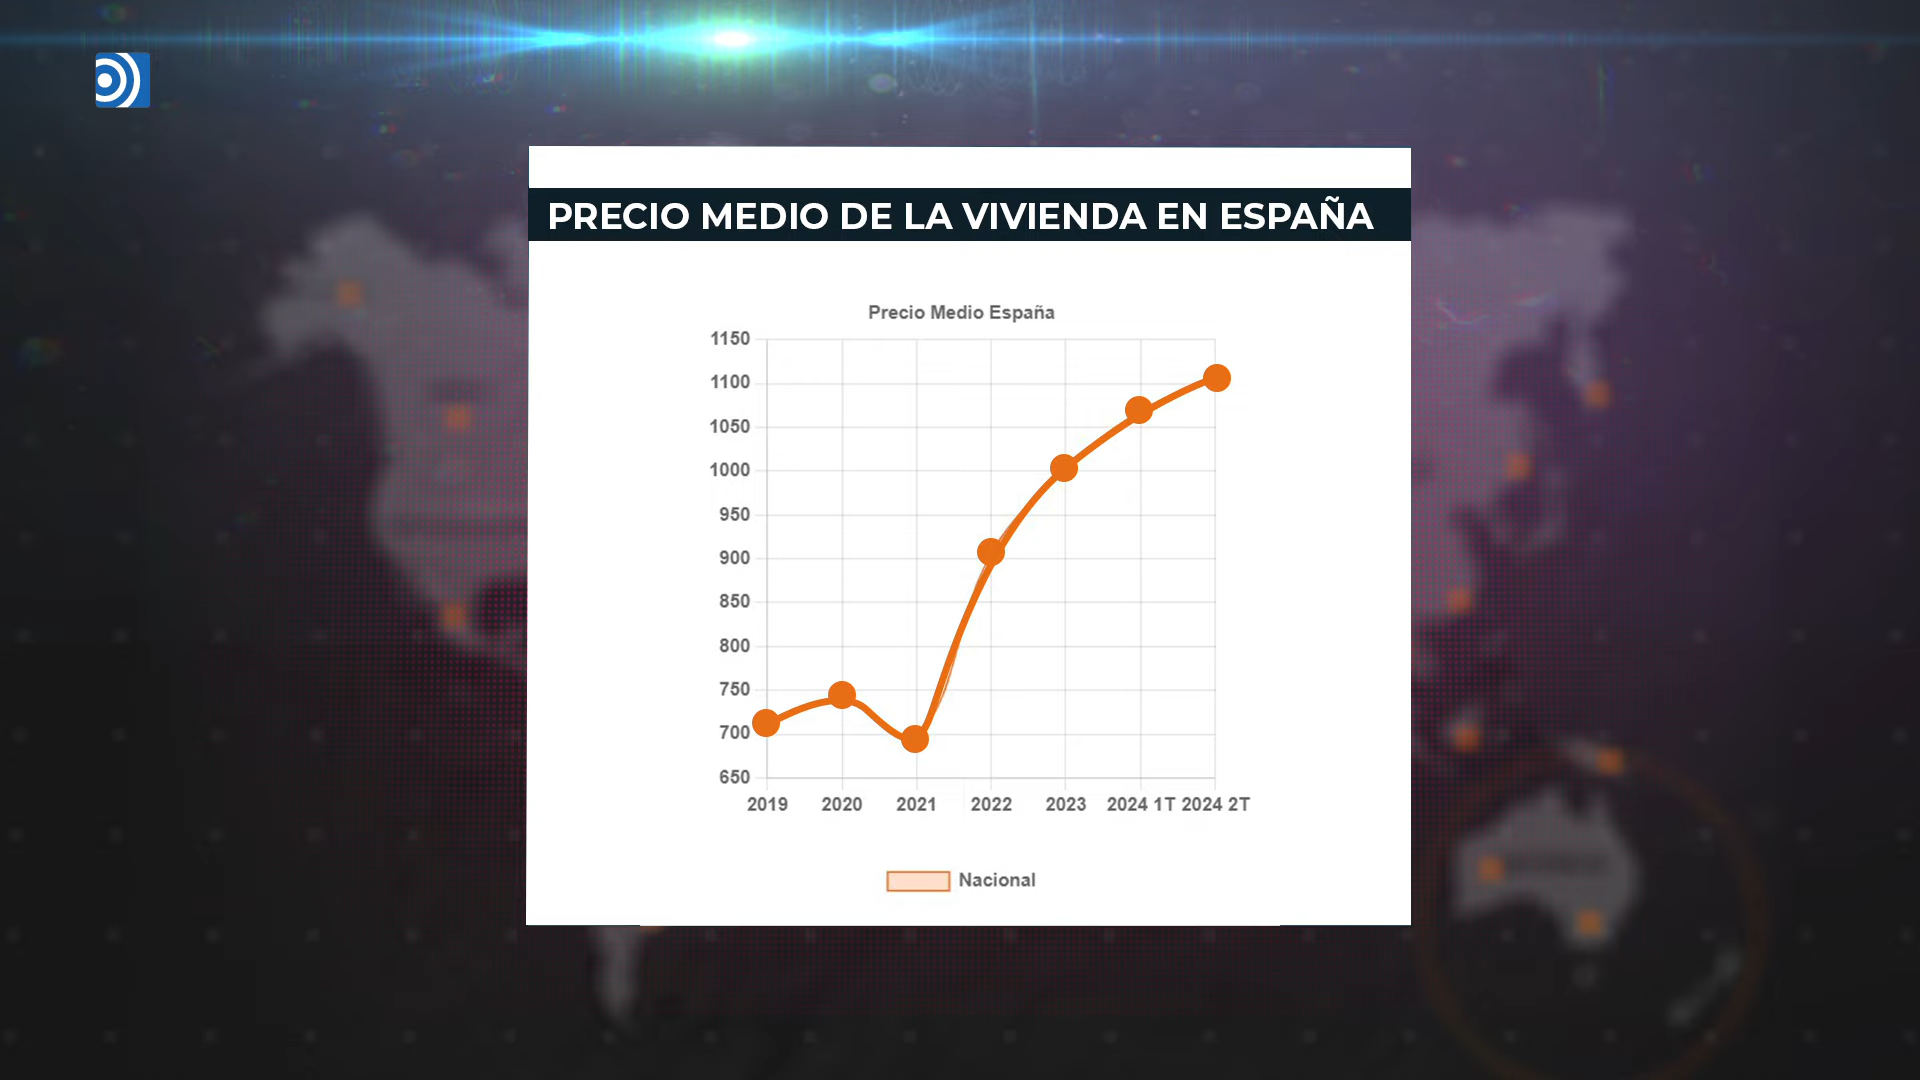 PRECIO MEDIO DE LA VIVIENDA EN ESPAÑA
Precio Medio España
1150
1100
1050
1000
950
900
850
800
750
700
650
2019 2020 2021 2022 2023 2024 1T 2024 2T
Nacional